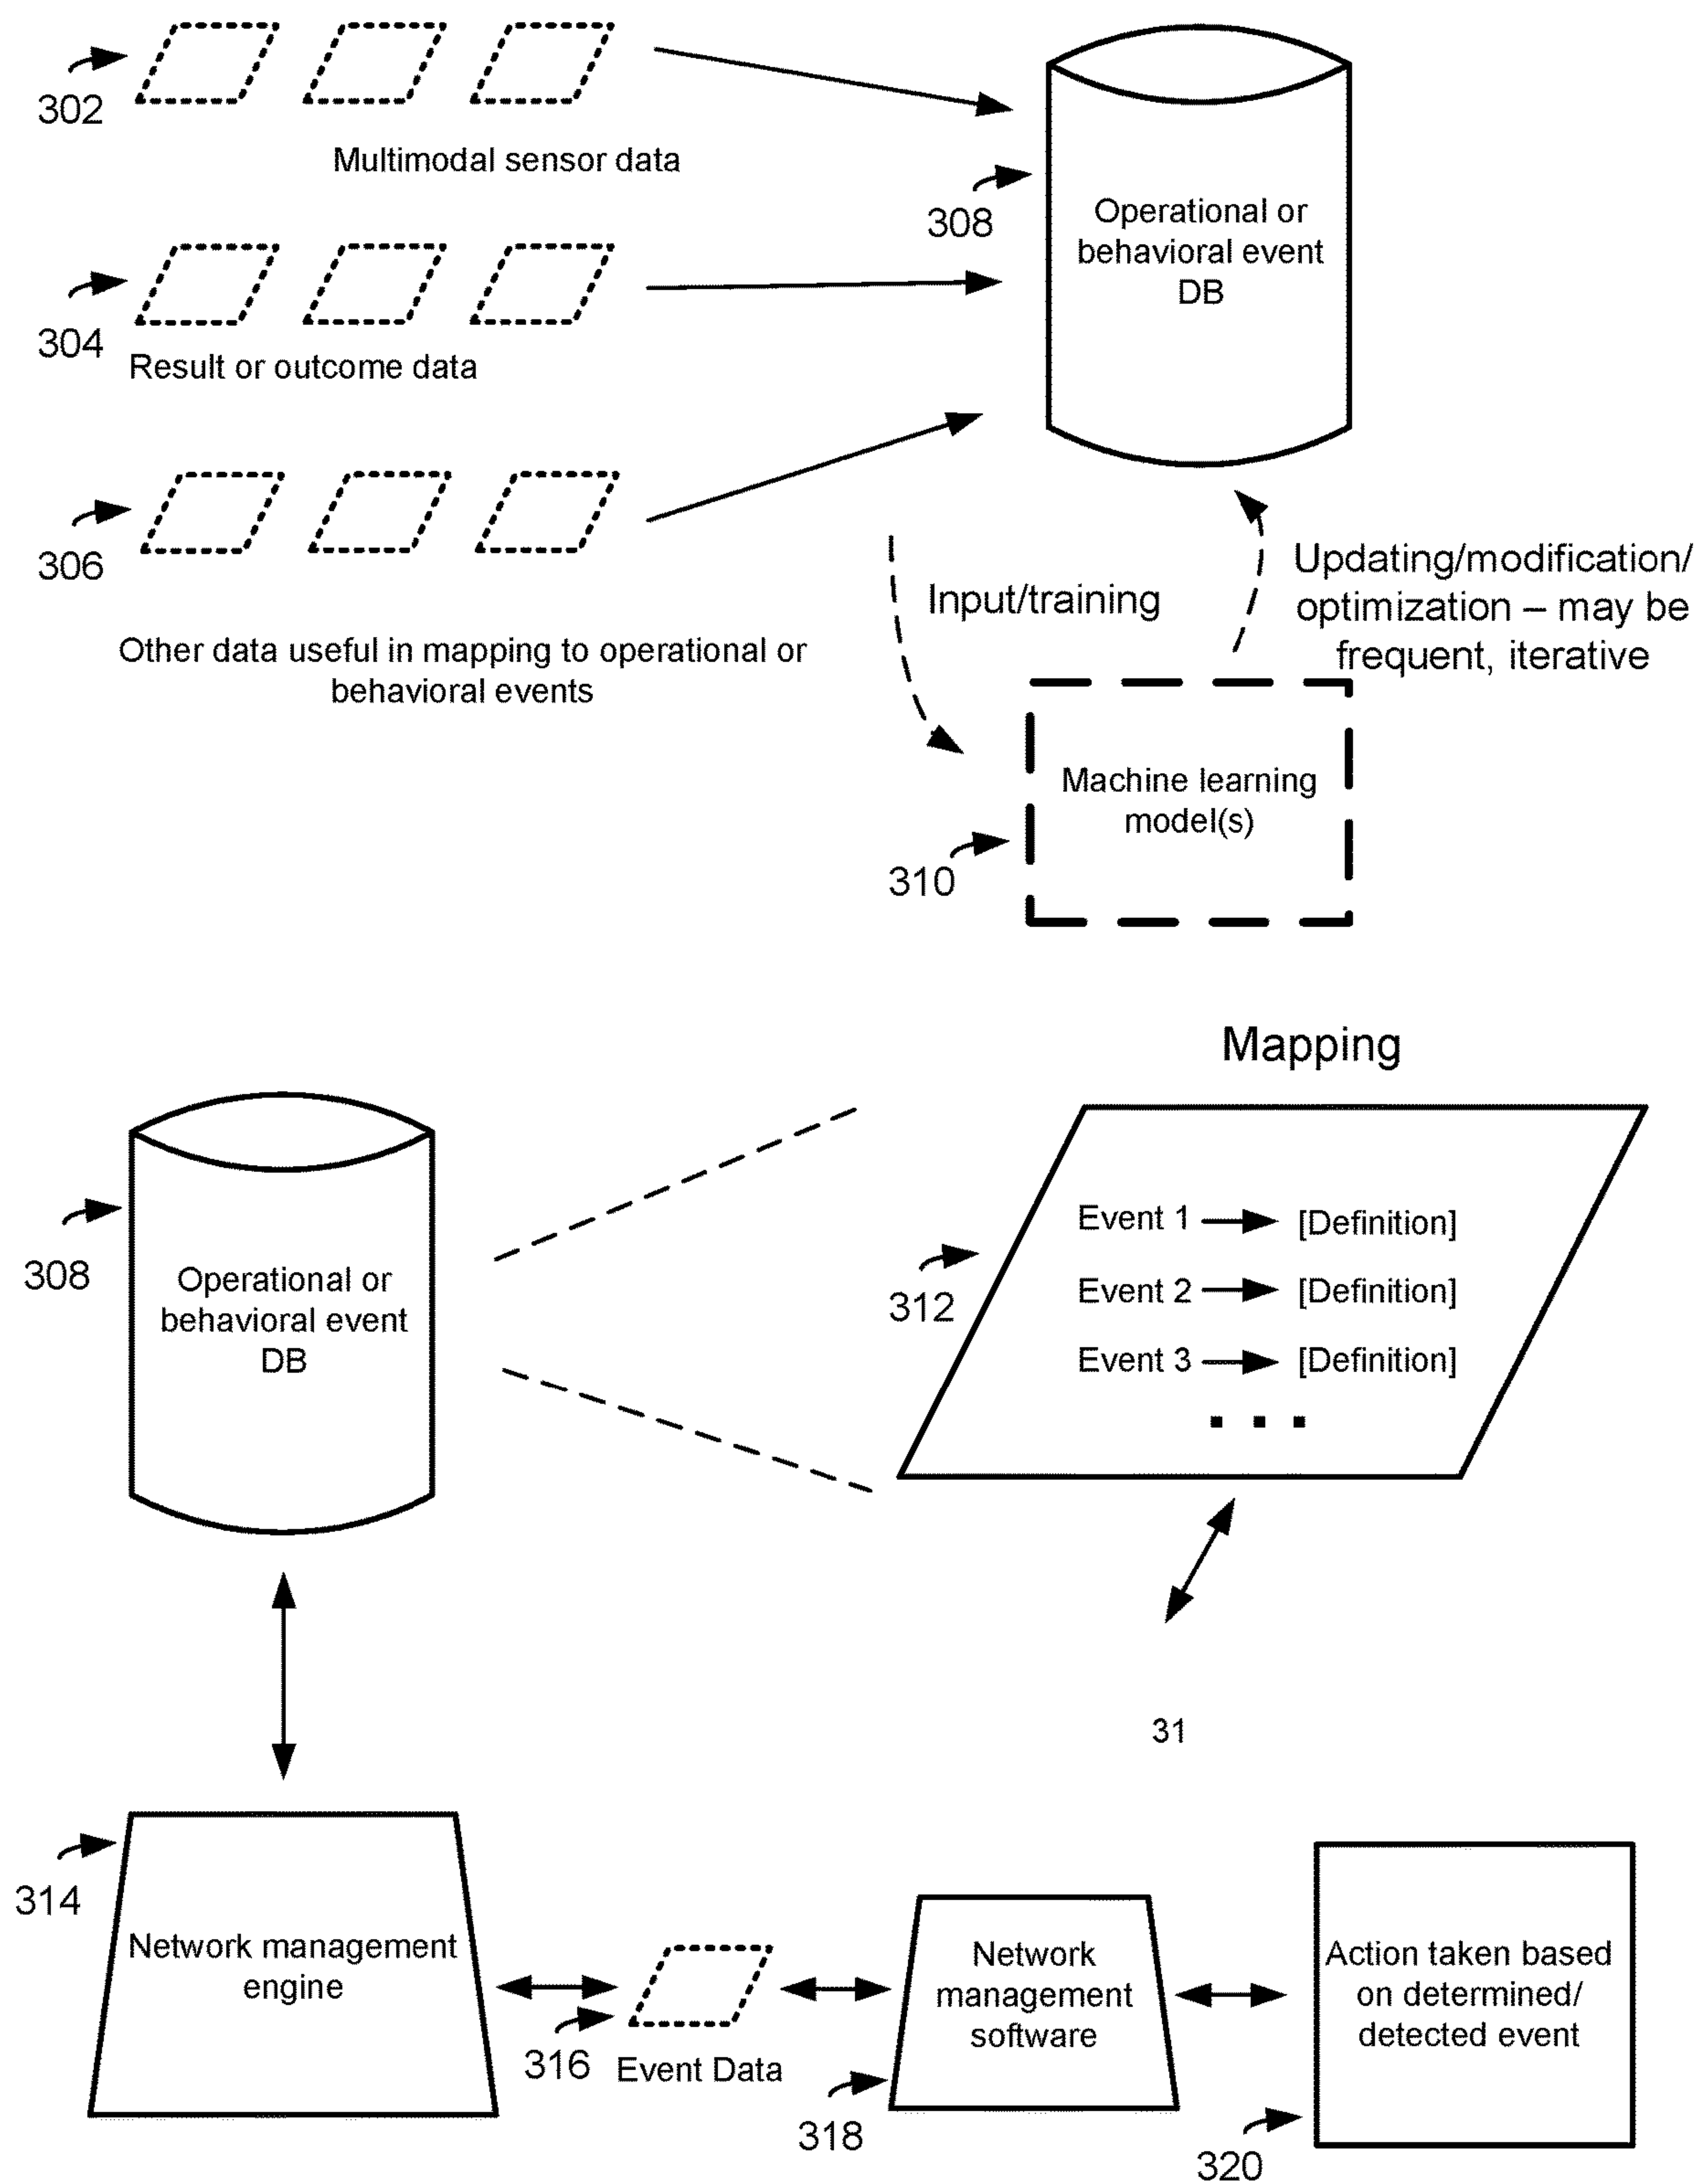 302
Multimodal sensor data
308
Operational or
behavioral event
DB
304
Result or outcome data
306
Other data useful in mapping to operational or
behavioral events
Input/training
Updating/modification/
optimization – may be
frequent, iterative
Machine learning
model(s)
310
Mapping
308
Operational or
behavioral event
DB
312
Event 1 [Definition]
Event 2 [Definition]
Event 3 [Definition]
. . .
31
314
Network management
engine
316
Event Data
Network
management
software
318
Action taken based
on determined/
detected event
320